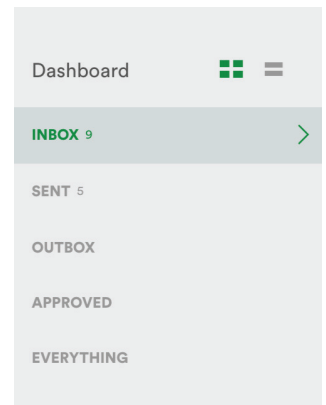 Dashboard
INBOX 9
SENT 5
OUTBOX
APPROVED
EVERYTHING